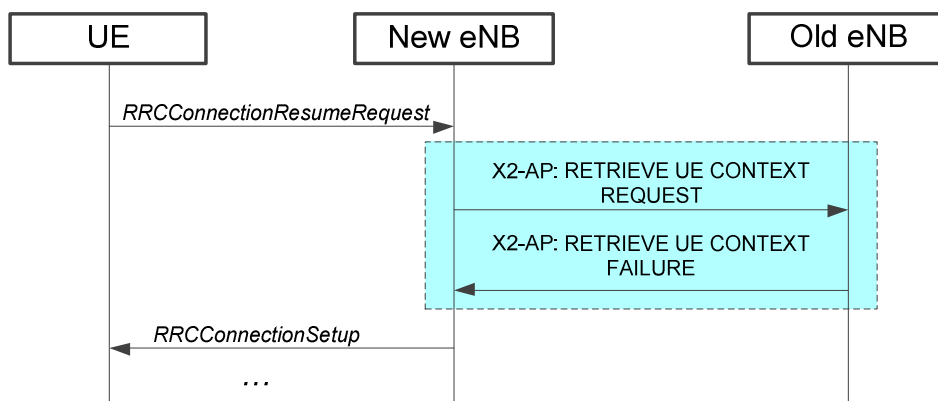 UE
New eNB
Old eNB
RRCConnectionResumeRequest
X2-AP: RETRIEVE UE CONTEXT
REQUEST
X2-AP: RETRIEVE UE CONTEXT
FAILURE
RRCConnectionSetup
...